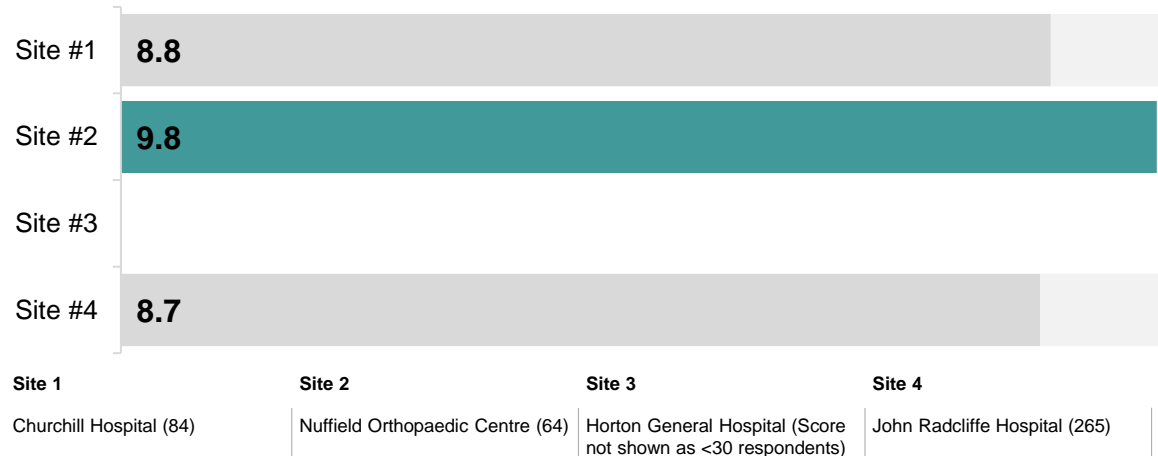 Site #1 8.8
Site #2 9.8
Site #3
Site #4 8.7
Site 1 Site 2 Site 3 Site 4
Churchill Hospital (84) Nuffield Orthopaedic Centre (64) Horton General Hospital (Score John Radcliffe Hospital (265)
not shown as <30 respondents)